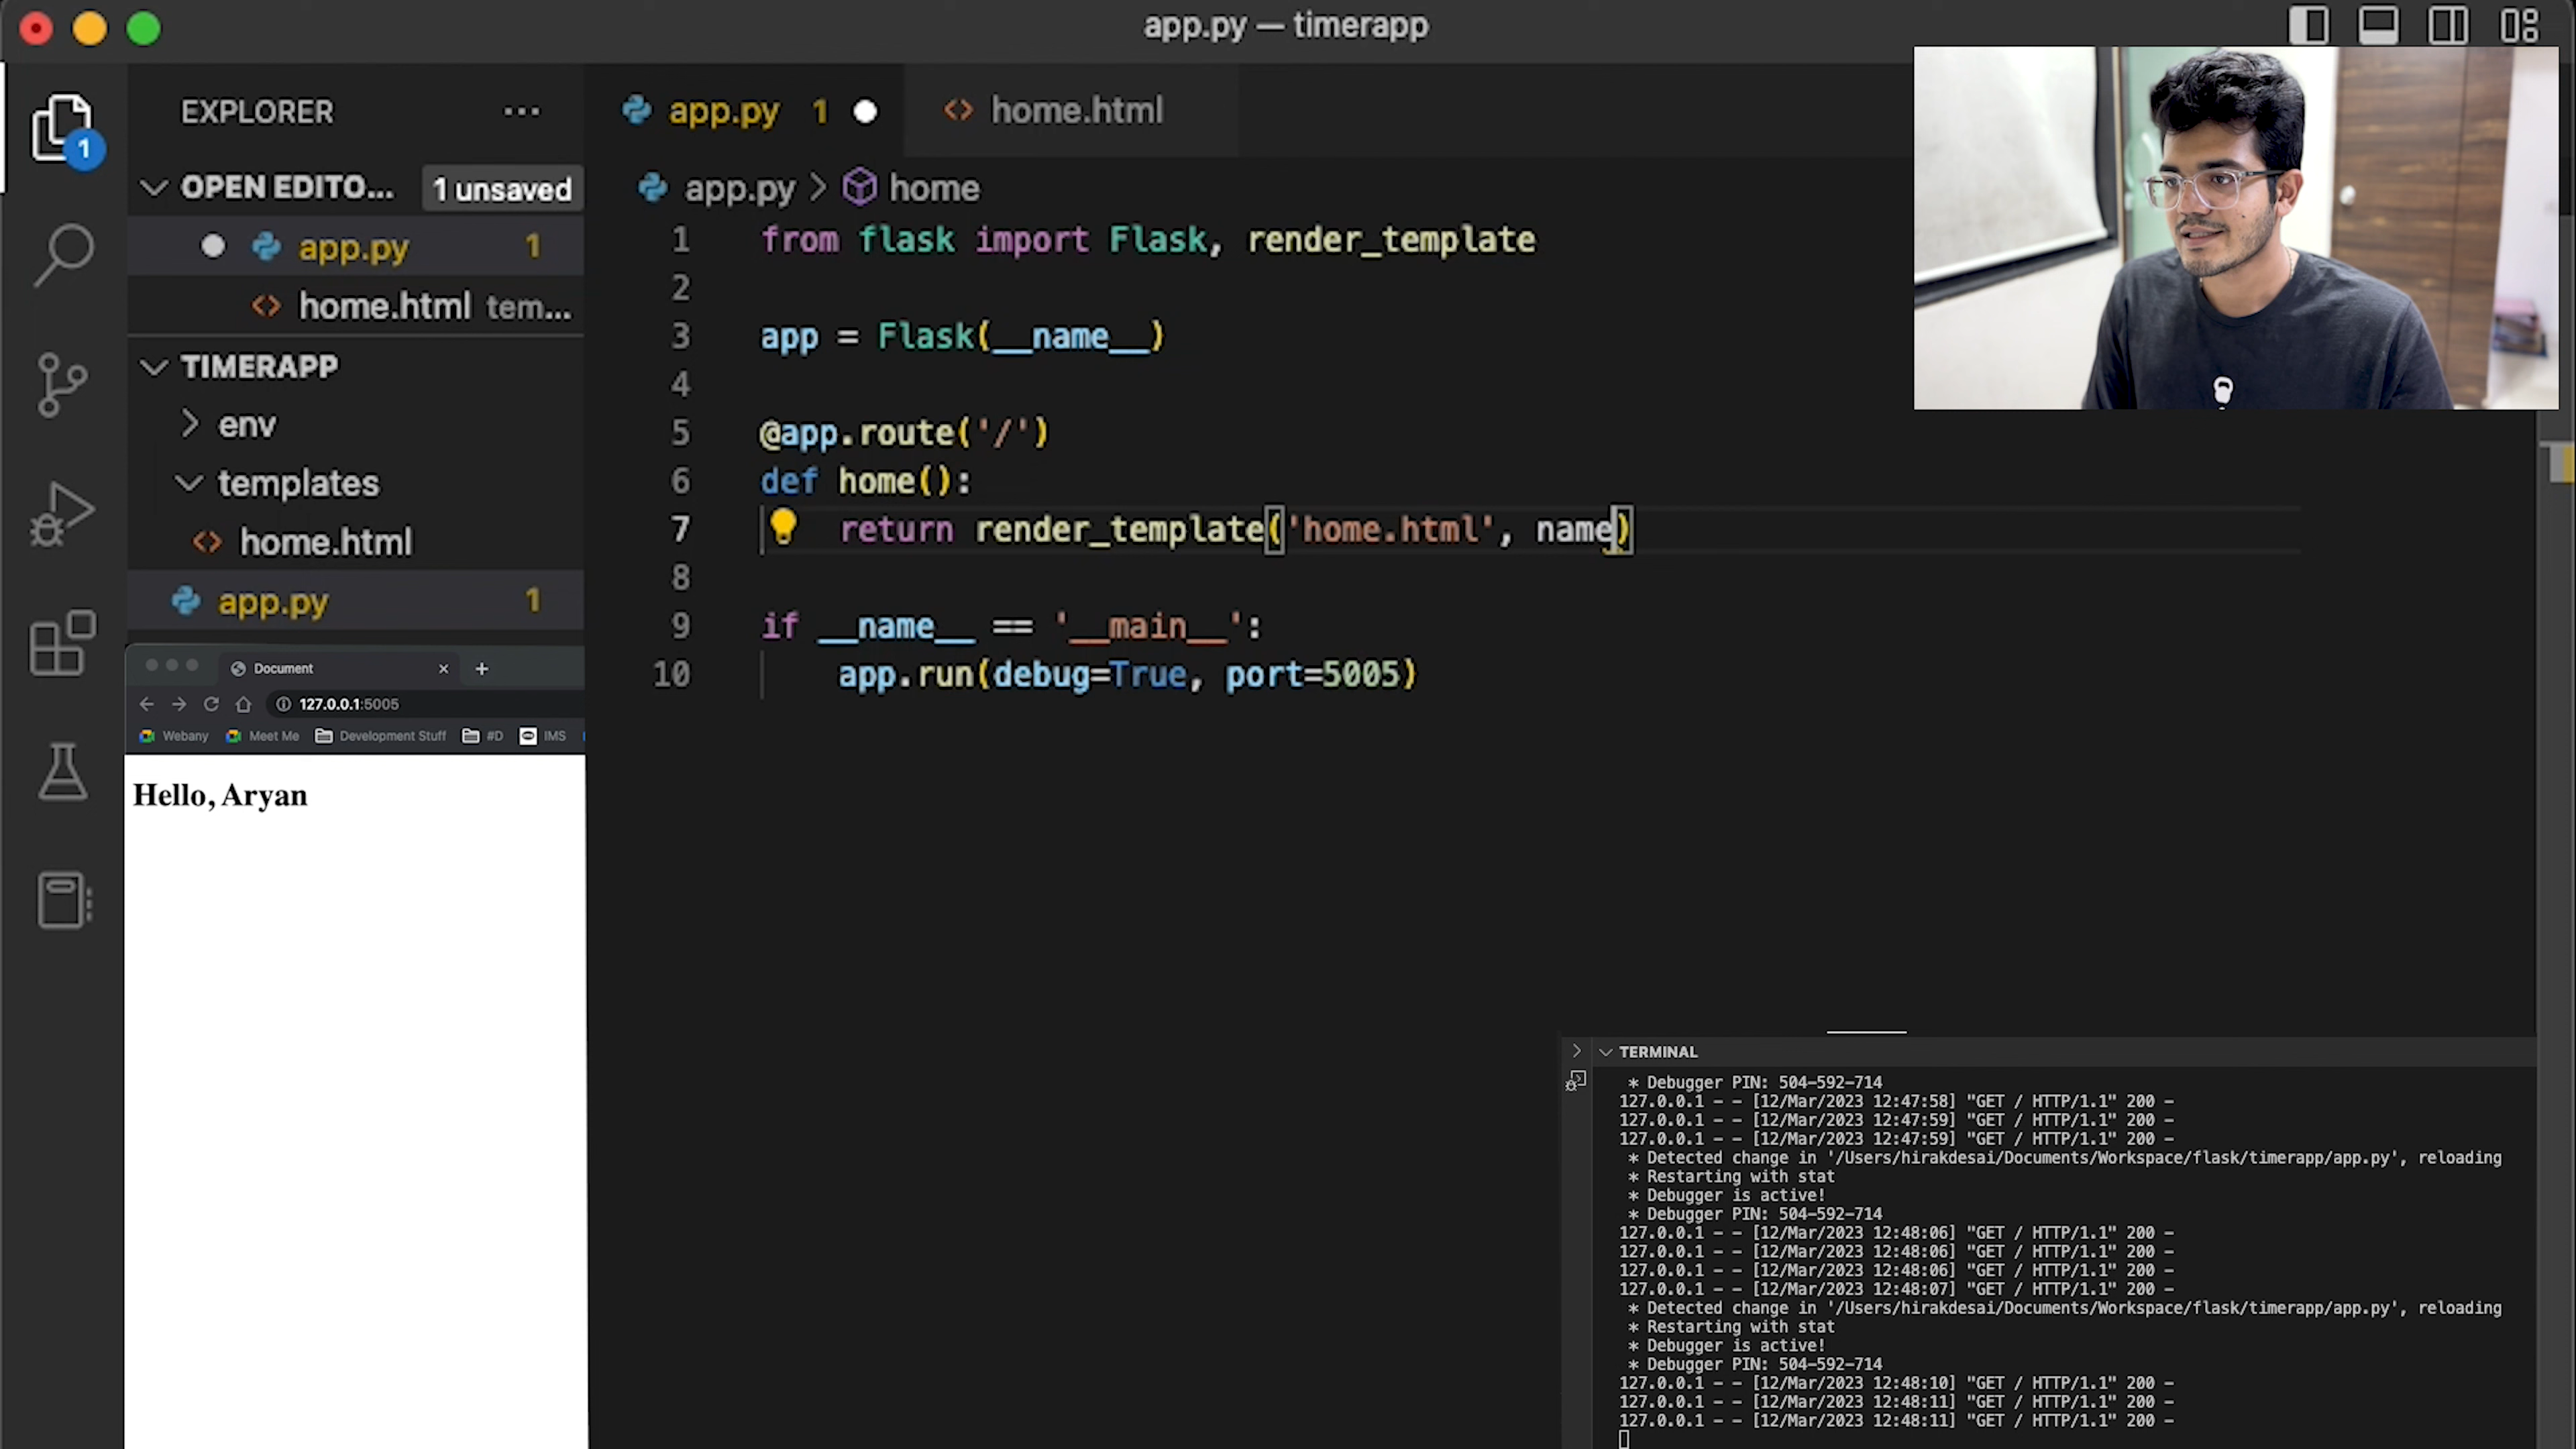 app.py — timerapp
EXPLORER ...
1
OPEN EDITO... 1 unsaved
app.py 1
home.html tem...
TIMERAPP
env
templates
home.html
app.py 1
app.py 1
home.html
app.py > home
1 from flask import Flask, render_template
2
3 app = Flask(__name__)
4
5 @app.route('/')
6 def home():
7 return render_template('home.html', name)
8
9 if __name__ == '__main__':
10 app.run(debug=True, port=5005)
Document
127.0.0.1:5005
Webany Meet Me Development Stuff #D IMS
Hello, Aryan
TERMINAL
* Debugger PIN: 504-592-714
127.0.0.1 - - [12/Mar/2023 12:47:58] "GET / HTTP/1.1" 200 -
127.0.0.1 - - [12/Mar/2023 12:47:59] "GET / HTTP/1.1" 200 -
127.0.0.1 - - [12/Mar/2023 12:47:59] "GET / HTTP/1.1" 200 -
* Detected change in '/Users/hirakdesai/Documents/Workspace/flask/timerapp/app.py', reloading
* Restarting with stat
* Debugger is active!
* Debugger PIN: 504-592-714
127.0.0.1 - - [12/Mar/2023 12:48:06] "GET / HTTP/1.1" 200 -
127.0.0.1 - - [12/Mar/2023 12:48:06] "GET / HTTP/1.1" 200 -
127.0.0.1 - - [12/Mar/2023 12:48:06] "GET / HTTP/1.1" 200 -
127.0.0.1 - - [12/Mar/2023 12:48:07] "GET / HTTP/1.1" 200 -
* Detected change in '/Users/hirakdesai/Documents/Workspace/flask/timerapp/app.py', reloading
* Restarting with stat
* Debugger is active!
* Debugger PIN: 504-592-714
127.0.0.1 - - [12/Mar/2023 12:48:10] "GET / HTTP/1.1" 200 -
127.0.0.1 - - [12/Mar/2023 12:48:11] "GET / HTTP/1.1" 200 -
127.0.0.1 - - [12/Mar/2023 12:48:11] "GET / HTTP/1.1" 200 -